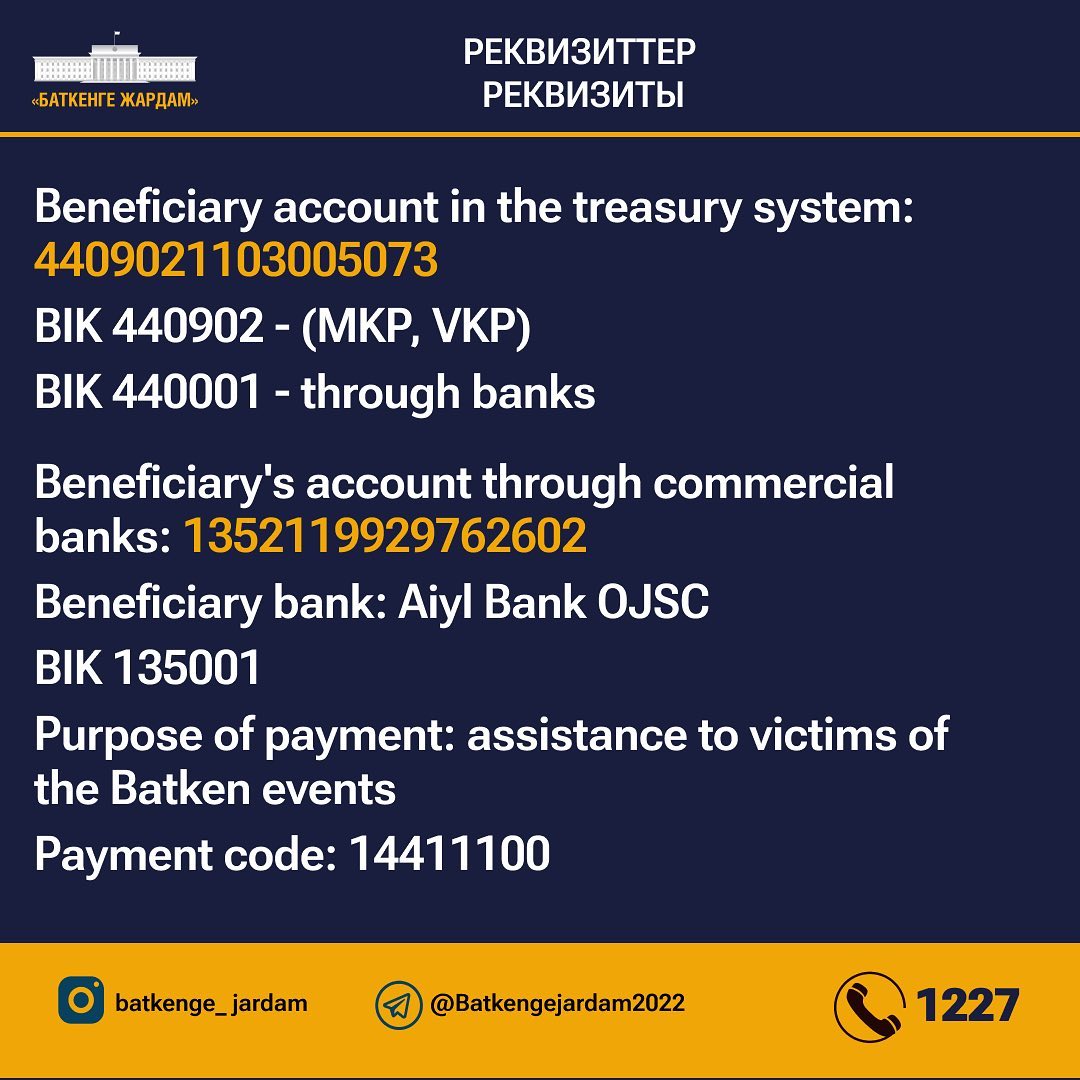 «БАТКЕНГЕ ЖАРДАМ»
РЕКВИЗИТТЕР
РЕКВИЗИТЫ
Beneficiary account in the treasury system:
4409021103005073
BIK 440902 - (MKP, VKP)
BIK 440001 - through banks
Beneficiary's account through commercial
banks: 1352119929762602
Beneficiary bank: Aiyl Bank OJSC
BIK 135001
Purpose of payment: assistance to victims of
the Batken events
Payment code: 14411100
batkenge_ jardam
@Batkengejardam2022
1227